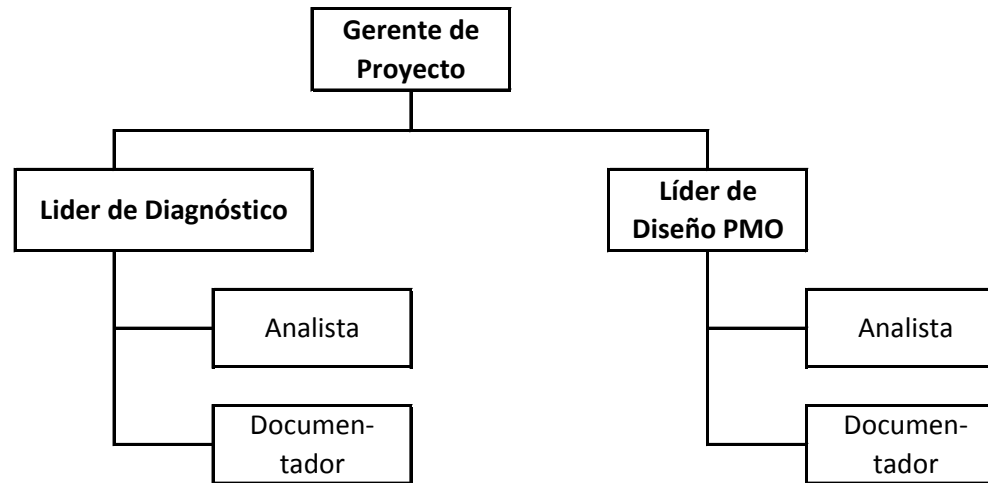 Gerente de
Proyecto
Lider de Diagnóstico
Líder de
Diseño PMO
Analista
Analista
Documen-
tador
Documen-
tador